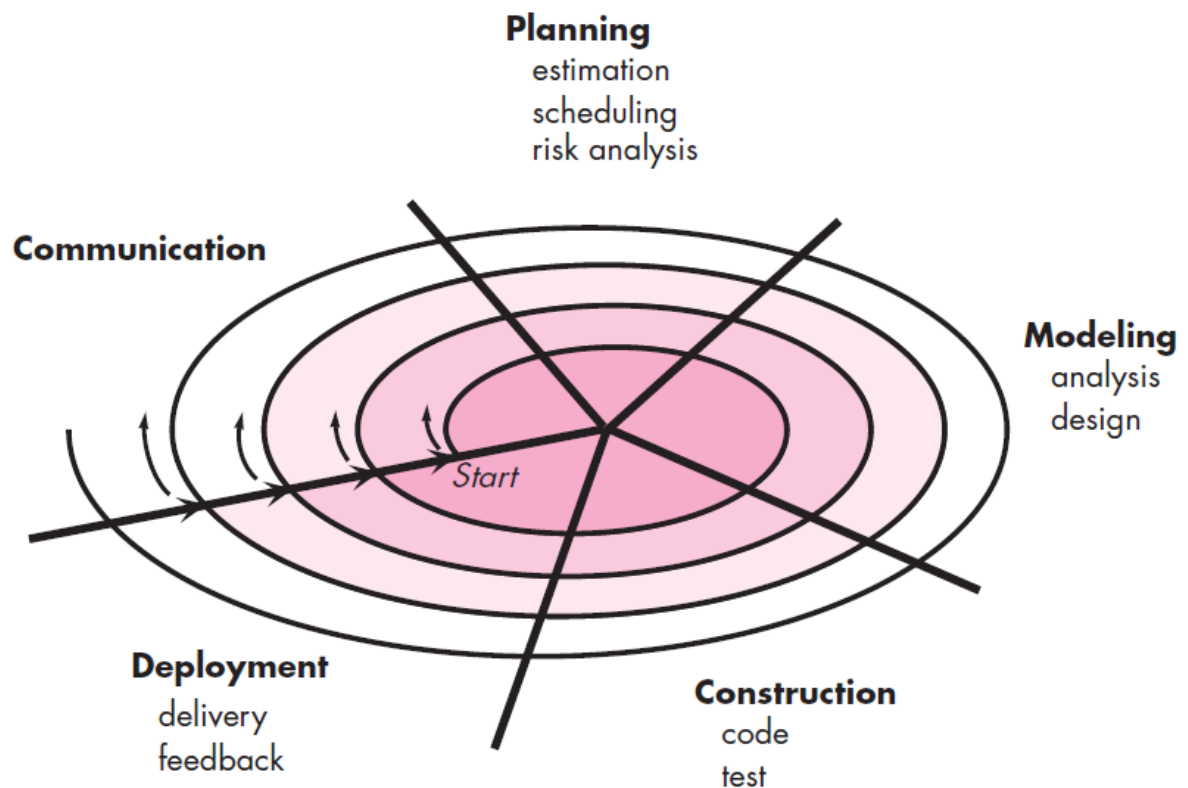 Planning
estimation
scheduling
risk analysis
Communication
Modeling
analysis
design
Start
Deployment
delivery
feedback
Construction
code
test